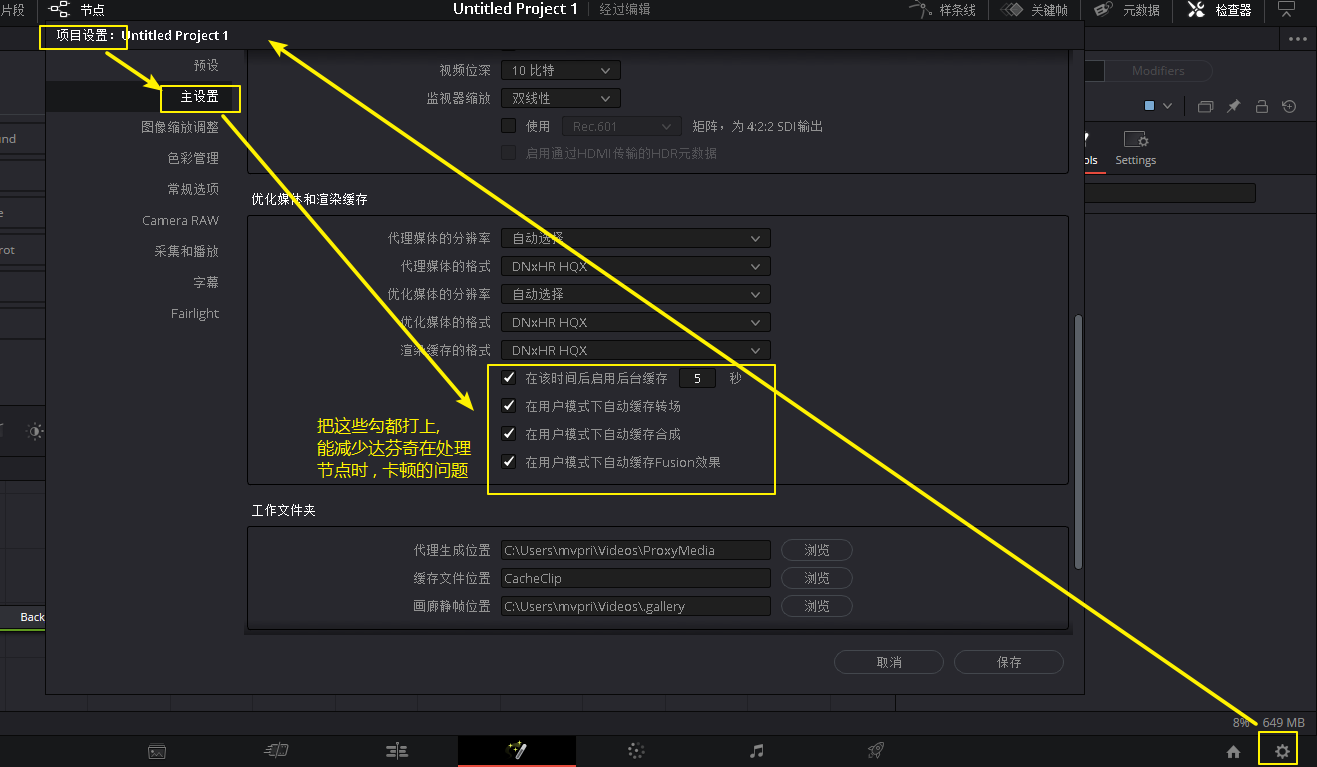 片段
节点
Untitled Project 1
经过编辑
样条线
关键帧
元数据
检查器
项目设置：Untitled Project 1
预设
主设置
图像缩放调整
色彩管理
常规选项
Camera RAW
采集和播放
字幕
Fairlight
视频位深 10 比特
监视器缩放 双线性
使用 Rec.601 矩阵，为 4:2:2 SDI输出
启用通过HDMI传输的HDR元数据
优化媒体和渲染缓存
代理媒体的分辨率 自动选择
代理媒体的格式 DNxHR HQX
优化媒体的分辨率 自动选择
优化媒体的格式 DNxHR HQX
渲染缓存的格式 DNxHR HQX
在该时间后启用后台缓存 5 秒
在用户模式下自动缓存转场
在用户模式下自动缓存合成
在用户模式下自动缓存Fusion效果
把这些勾都打上,
能减少达芬奇在处理
节点时，卡顿的问题
工作文件夹
代理生成位置 C:\Users\mvpri\Videos\ProxyMedia 浏览
缓存文件位置 CacheClip 浏览
画廊静帧位置 C:\Users\mvpri\Videos\.gallery 浏览
取消
保存
Modifiers
Settings
Back
8%
649 MB